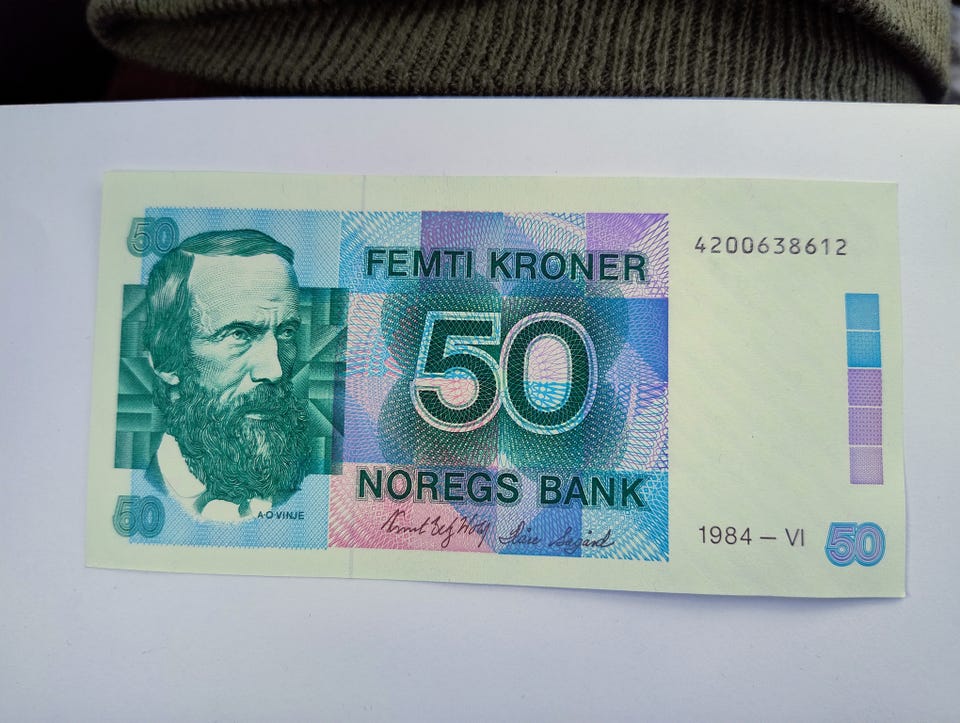 50
FEMTI KRONER
4200638612
50
NOREGS BANK
50
A·O·VINJE
1984 – VI
50